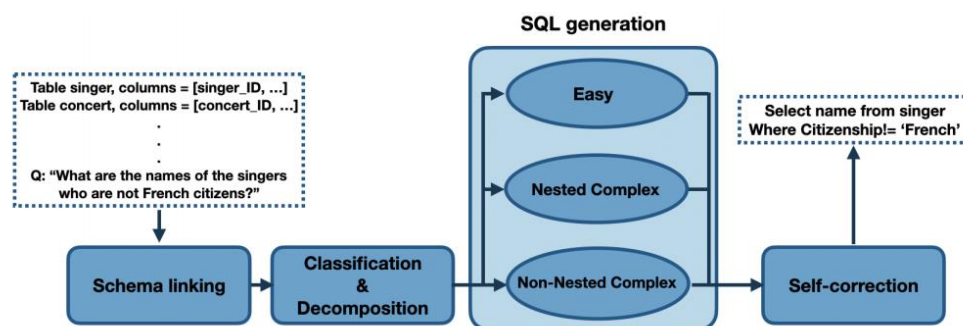 SQL generation
Table singer, columns = [singer_ID, ...]
Table concert, columns = [concert_ID, ...]
.
.
.
Q: “What are the names of the singers
who are not French citizens?”
Easy
Nested Complex
Non-Nested Complex
Select name from singer
Where Citizenship!= ‘French’
Schema linking
Classification
&
Decomposition
Self-correction